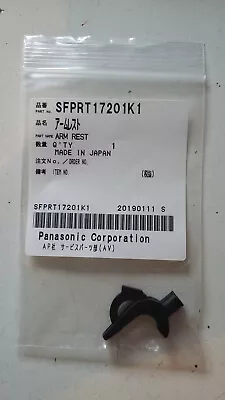 品番 PART NO. SFPRT17201K1
品名 アームレスト
PART NAME ARM REST
数量 Q'TY 1
MADE IN JAPAN
注文No./ORDER NO.
備考 ITEM NO.
SFPRT17201K1 20190111 S
Panasonic Corporation
AP社 サービスパーツ部(AV)